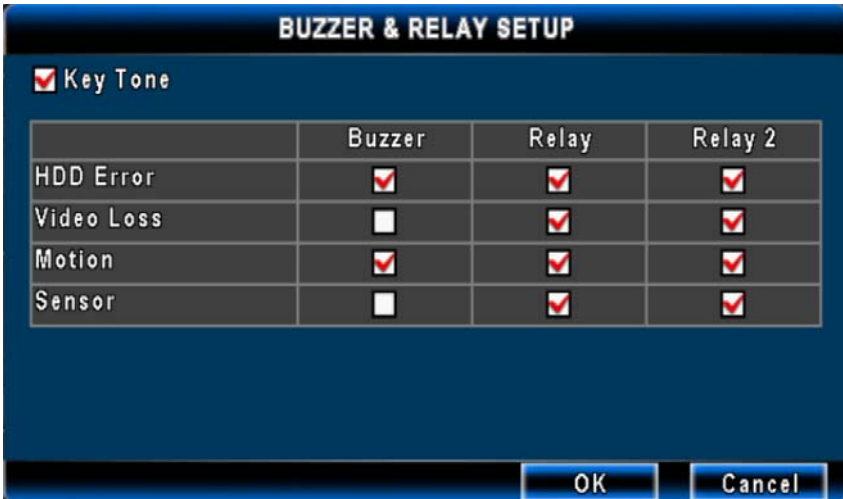 BUZZER & RELAY SETUP
Key Tone
Buzzer Relay Relay 2
HDD Error
Video Loss
Motion
Sensor
OK Cancel